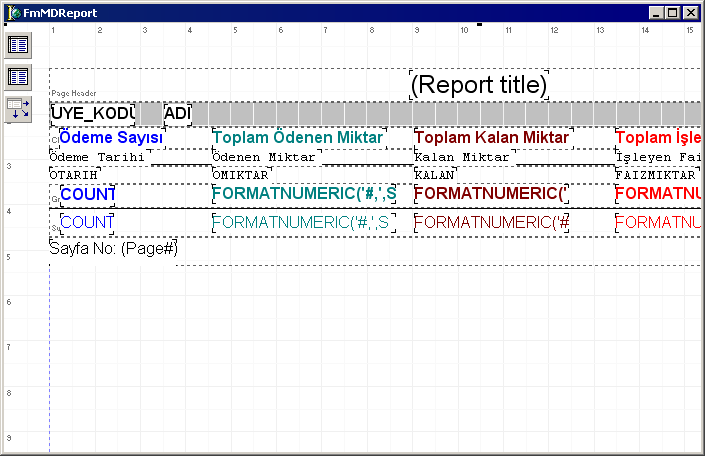 FmMDReport
1 2 3 4 5 6 7 8 9 10 11 12 13 14 15
(Report title)
Page Header
UYE_KODU ADI
Ödeme Sayısı Toplam Ödenen Miktar Toplam Kalan Miktar Toplam İşle
Ödeme Tarihi Ödenen Miktar Kalan Miktar İşleyen Fai
3
OTARIH OMIKTAR KALAN FAIZMIKTAR
Gr COUNT FORMATNUMERIC('#,',S FORMATNUMERIC(' FORMATNU
4
Su COUNT FORMATNUMERIC('#,',S FORMATNUMERIC('# FORMATNUM
Sayfa No: (Page#)
5
6
7
8
9